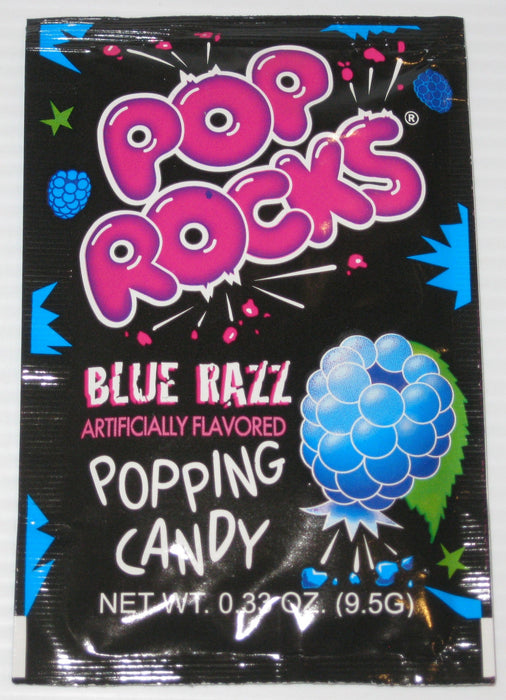 POP
ROCKS®
BLUE RAZZ
ARTIFICIALLY FLAVORED
POPPING
CANDY
NET WT. 0.33 OZ. (9.5G)